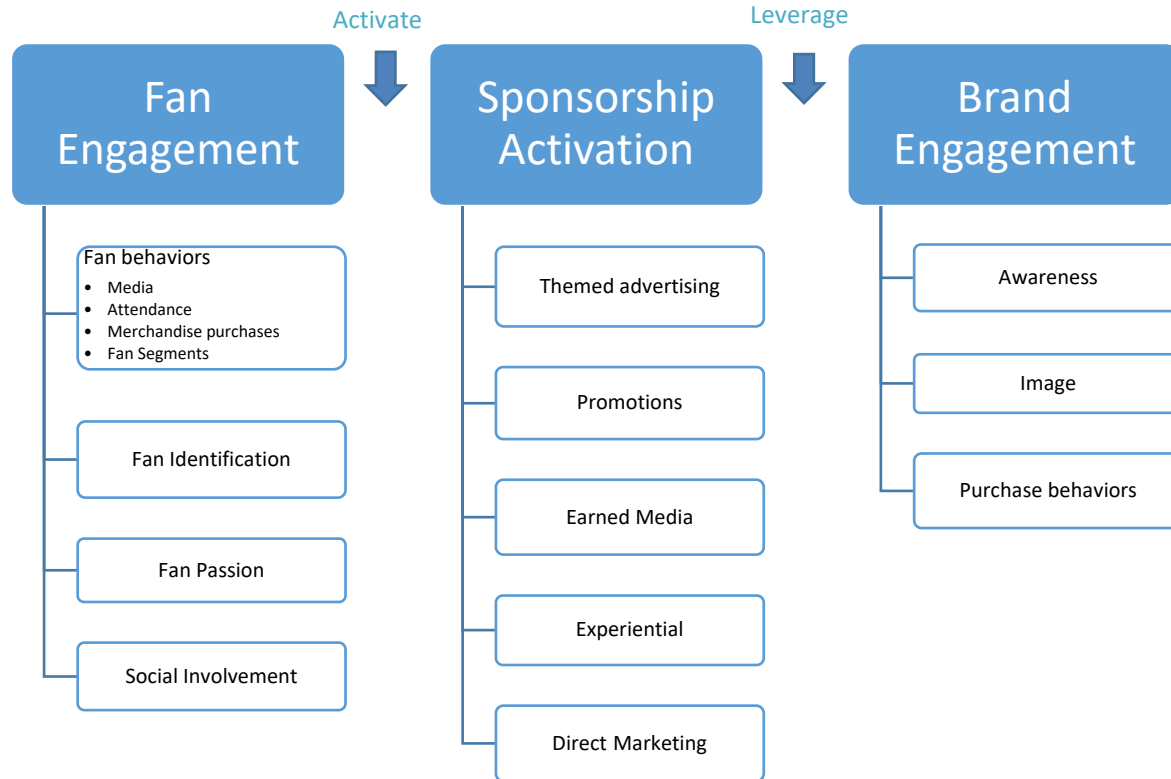 Activate
Leverage
Fan
Engagement
Fan behaviors
• Media
• Attendance
• Merchandise purchases
• Fan Segments
Fan Identification
Fan Passion
Social Involvement
Sponsorship
Activation
Themed advertising
Promotions
Earned Media
Experiential
Direct Marketing
Brand
Engagement
Awareness
Image
Purchase behaviors